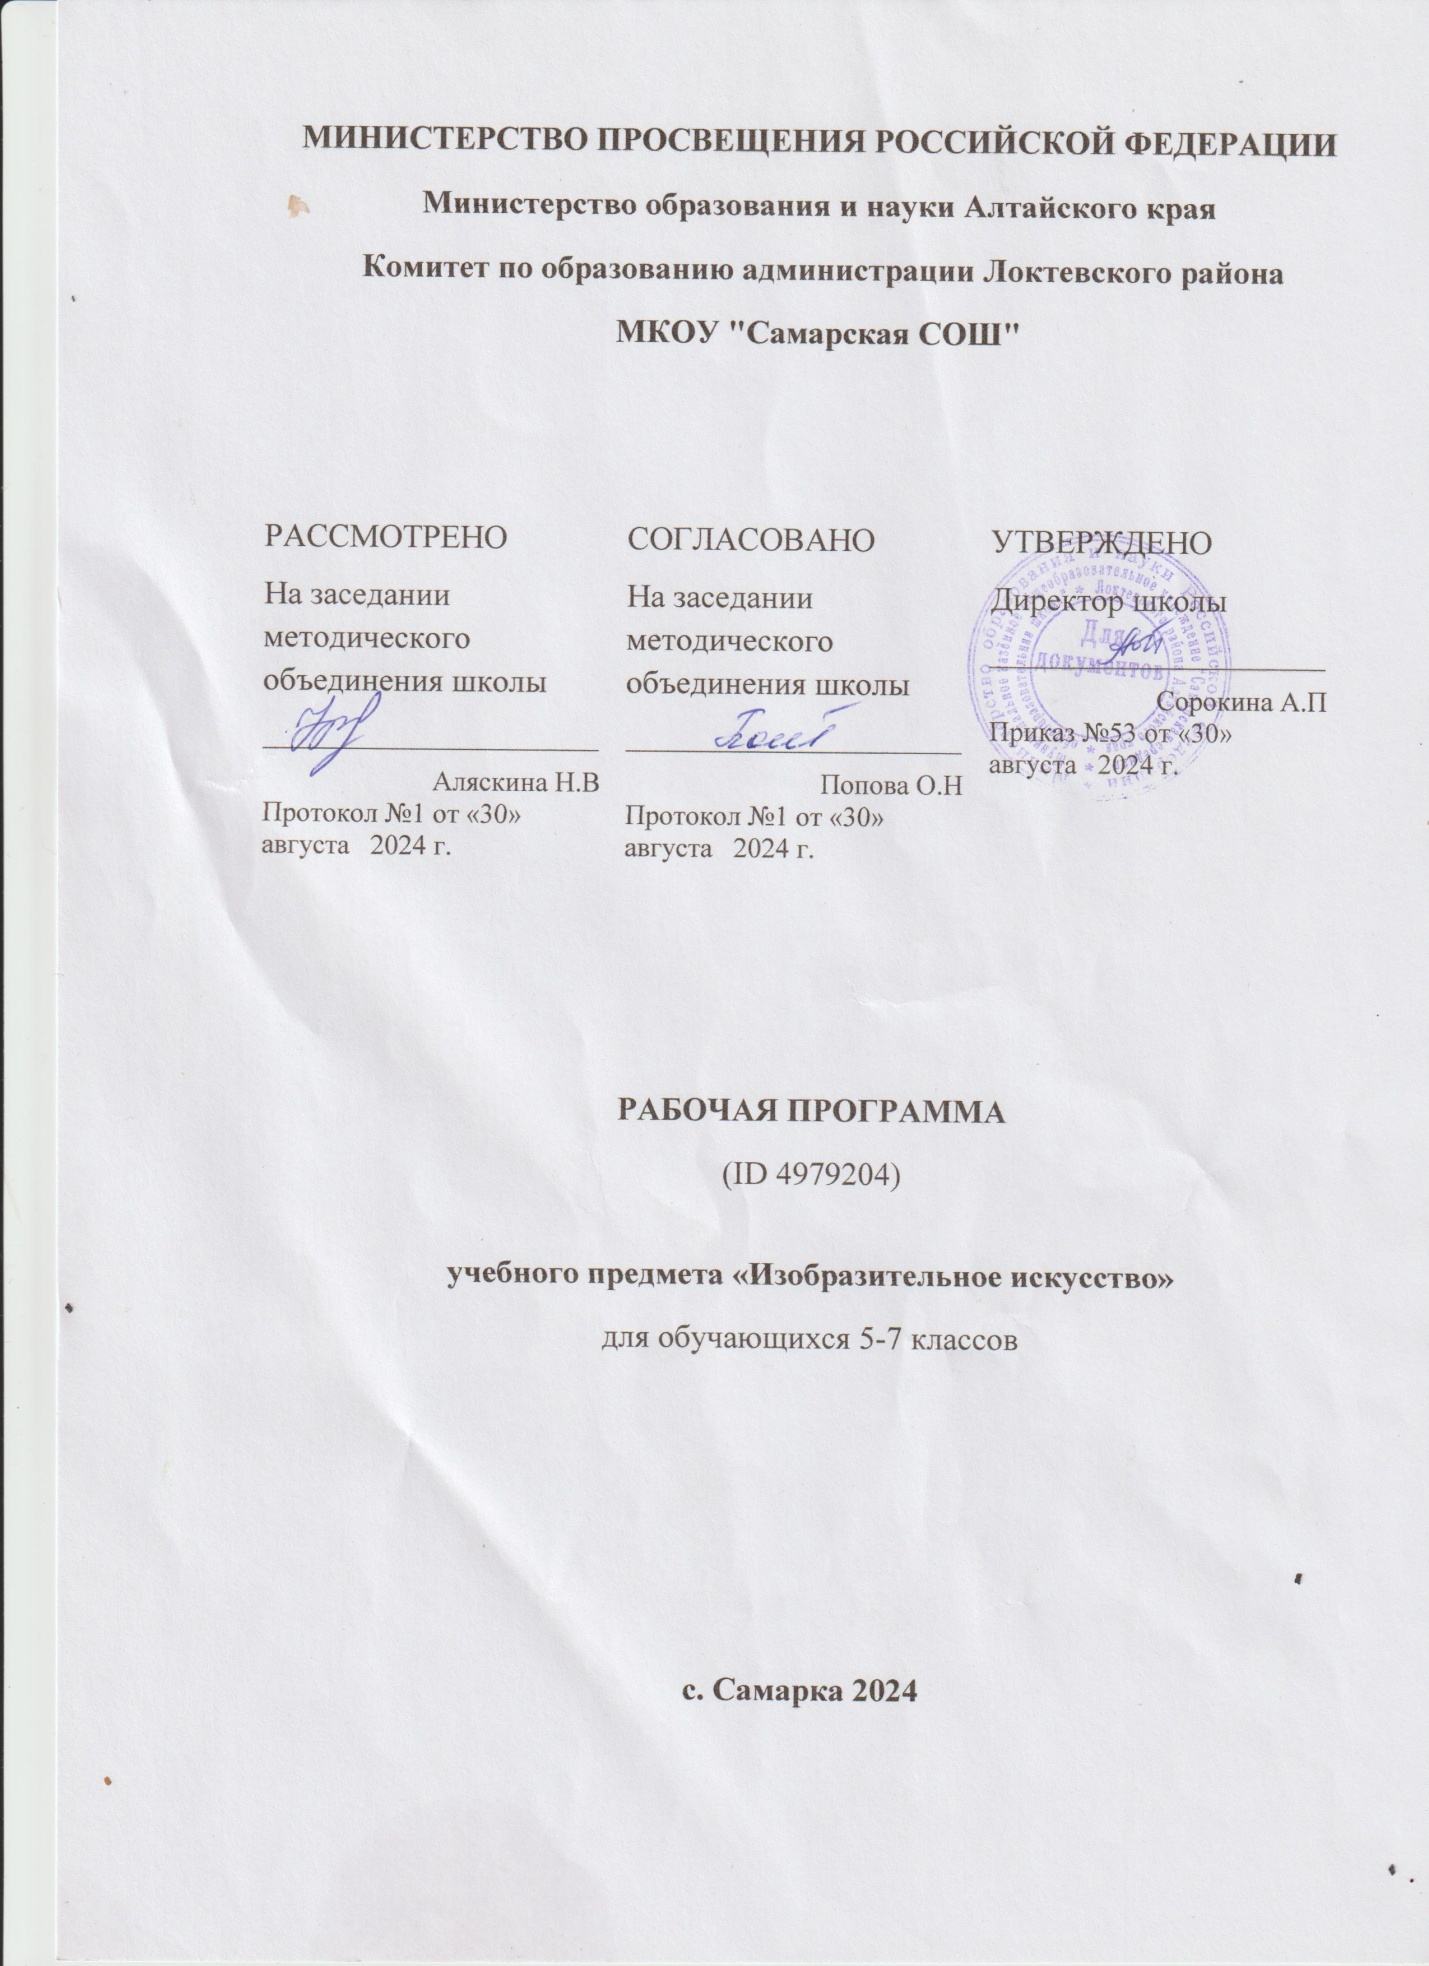 МИНИСТЕРСТВО ПРОСВЕЩЕНИЯ РОССИЙСКОЙ ФЕДЕРАЦИИ
Министерство образования и науки Алтайского края
Комитет по образованию администрации Локтевского района
МКОУ "Самарская СОШ"
РАССМОТРЕНО
На заседании
методического
объединения школы
Аляскина Н.В
Протокол №1 от «30»
августа 2024 г.
СОГЛАСОВАНО
На заседании
методического
объединения школы
Попова О.Н
Протокол №1 от «30»
августа 2024 г.
УТВЕРЖДЕНО
Директор школы
Сорокина А.П
Приказ №53 от «30»
августа 2024 г.
Для
документов
РАБОЧАЯ ПРОГРАММА
(ID 4979204)
учебного предмета «Изобразительное искусство»
для обучающихся 5-7 классов
с. Самарка 2024